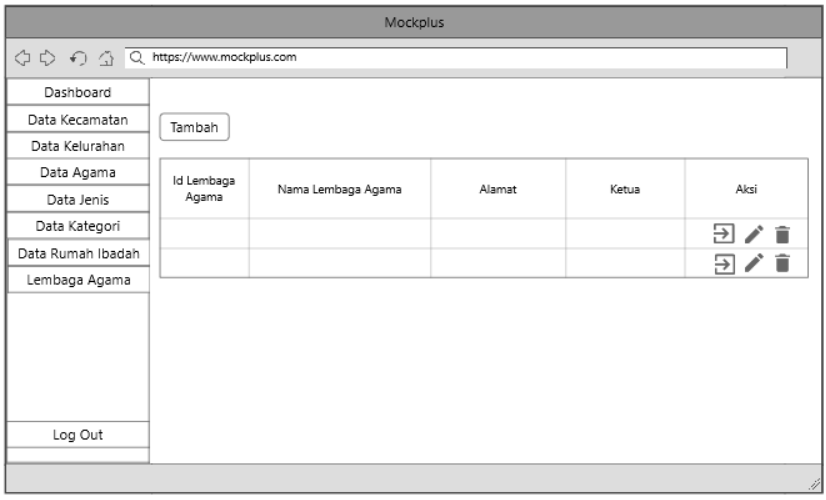 Mockplus
https://www.mockplus.com
Dashboard
Data Kecamatan
Data Kelurahan
Data Agama
Data Jenis
Data Kategori
Data Rumah Ibadah
Lembaga Agama
Log Out
Tambah
Id Lembaga
Agama
Nama Lembaga Agama
Alamat
Ketua
Aksi